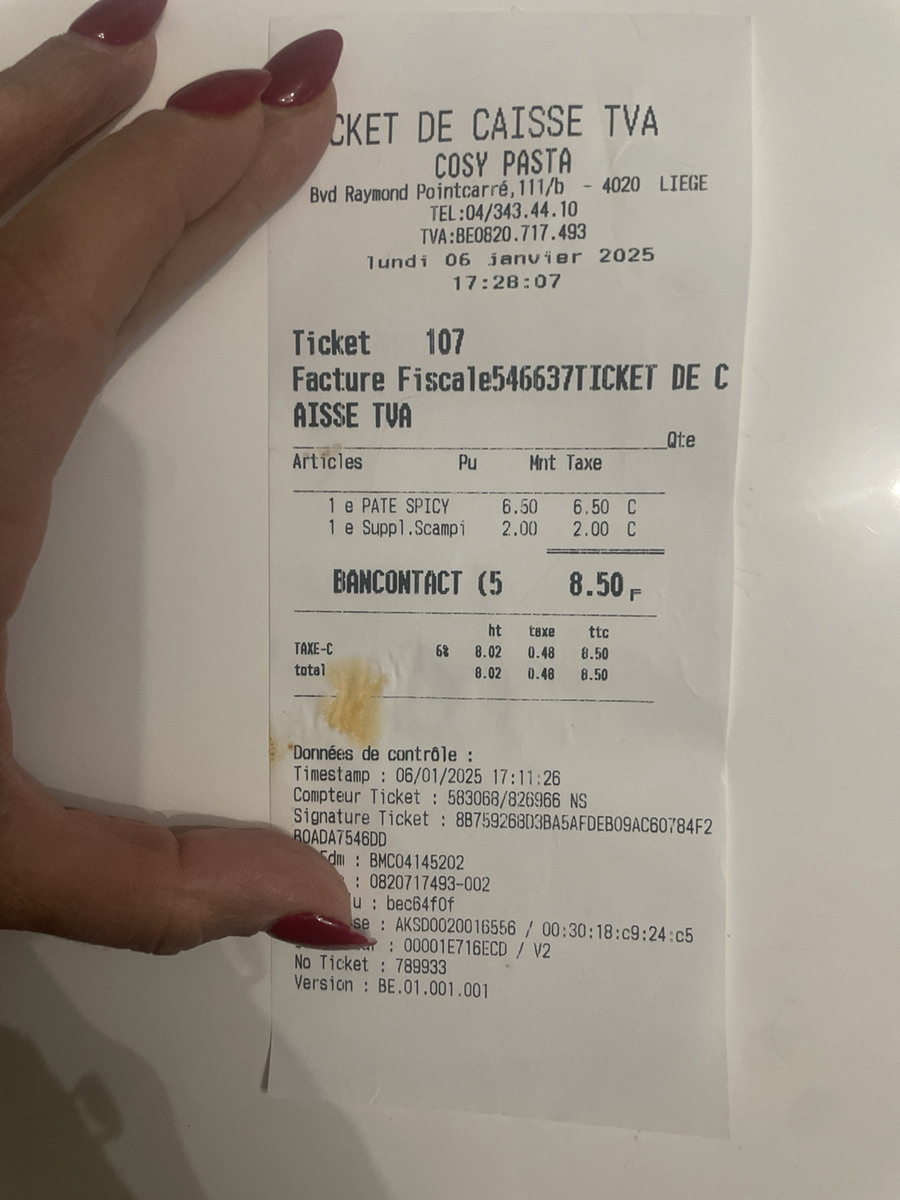 CKET DE CAISSE TVA
COSY PASTA
Bvd Raymond Pointcarré,111/b - 4020 LIEGE
TEL:04/343.44.10
TVA:BE0820.717.493
lundi 06 janvier 2025
17:28:07
Ticket 107
Facture Fiscale546637TICKET DE C
AISSE TVA
Qte
Articles Pu Mnt Taxe
1 e PATE SPICY 6.50 6.50 C
1 e Suppl.Scampi 2.00 2.00 C
BANCONTACT (5 8.50 F
ht taxe ttc
TAXE-C 6% 8.02 0.48 8.50
total 8.02 0.48 8.50
Données de contrôle :
Timestamp : 06/01/2025 17:11:26
Compteur Ticket : 583068/826966 NS
Signature Ticket : 8B759268D3BA5AFDEB09AC60784F2
B0ADA7546DD
Fdm : BMC04145202
: 0820717493-002
u : bec64f0f
se : AKSD0020016556 / 00:30:18:c9:24:c5
: 00001E716ECD / V2
No Ticket : 789933
Version : BE.01.001.001